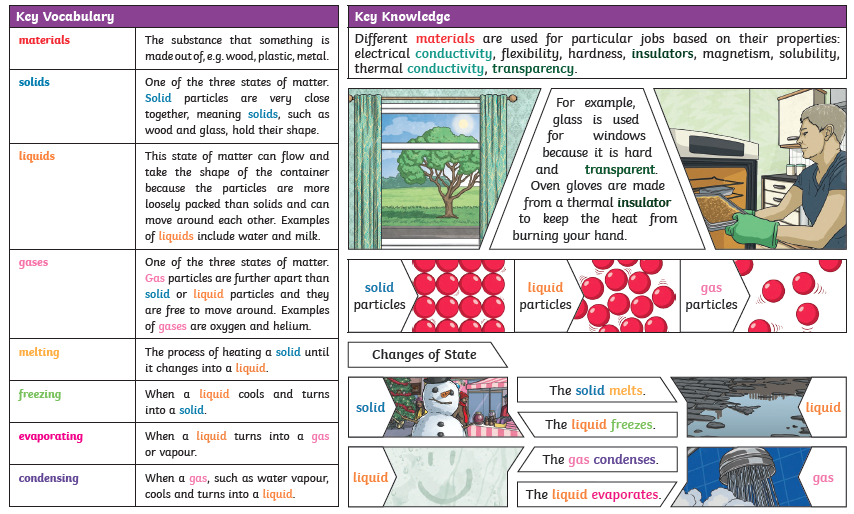 Key Vocabulary
materials
The substance that something is
made out of, e.g. wood, plastic, metal.
solids
One of the three states of matter.
Solid particles are very close
together, meaning solids, such as
wood and glass, hold their shape.
liquids
This state of matter can flow and
take the shape of the container
because the particles are more
loosely packed than solids and can
move around each other. Examples
of liquids include water and milk.
gases
One of the three states of matter.
Gas particles are further apart than
solid or liquid particles and they
are free to move around. Examples
of gases are oxygen and helium.
melting
The process of heating a solid until
it changes into a liquid.
freezing
When a liquid cools and turns
into a solid.
evaporating
When a liquid turns into a gas
or vapour.
condensing
When a gas, such as water vapour,
cools and turns into a liquid.
Key Knowledge
Different materials are used for particular jobs based on their properties:
electrical conductivity, flexibility, hardness, insulators, magnetism, solubility,
thermal conductivity, transparency.
For example,
glass is used
for windows
because it is hard
and transparent.
Oven gloves are made
from a thermal insulator
to keep the heat from
burning your hand.
solid
particles
liquid
particles
gas
particles
Changes of State
solid
The solid melts.
The liquid freezes.
liquid
liquid
The gas condenses.
The liquid evaporates.
gas